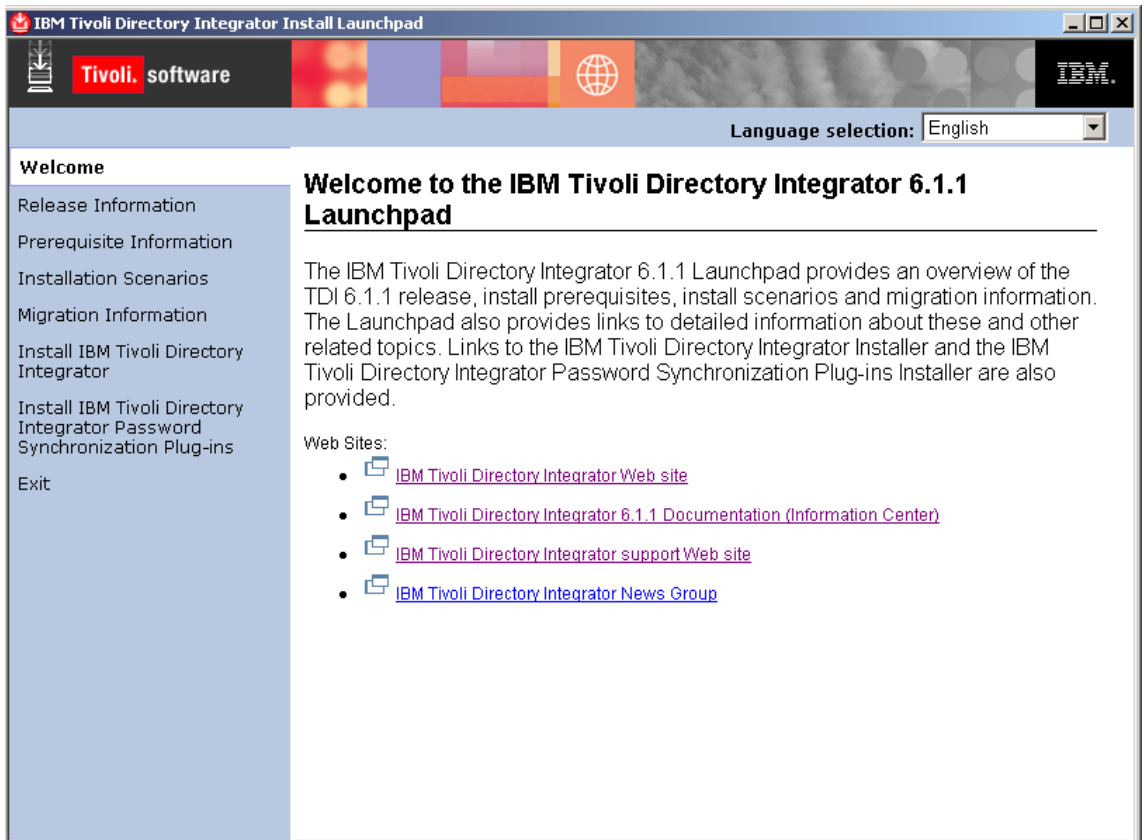 IBM Tivoli Directory Integrator Install Launchpad
Tivoli. software
IBM.
Language selection: English
Welcome
Release Information
Prerequisite Information
Installation Scenarios
Migration Information
Install IBM Tivoli Directory
Integrator
Install IBM Tivoli Directory
Integrator Password
Synchronization Plug-ins
Exit
Welcome to the IBM Tivoli Directory Integrator 6.1.1
Launchpad
The IBM Tivoli Directory Integrator 6.1.1 Launchpad provides an overview of the
TDI 6.1.1 release, install prerequisites, install scenarios and migration information.
The Launchpad also provides links to detailed information about these and other
related topics. Links to the IBM Tivoli Directory Integrator Installer and the IBM
Tivoli Directory Integrator Password Synchronization Plug-ins Installer are also
provided.
Web Sites:
IBM Tivoli Directory Integrator Web site
IBM Tivoli Directory Integrator 6.1.1 Documentation (Information Center)
IBM Tivoli Directory Integrator support Web site
IBM Tivoli Directory Integrator News Group